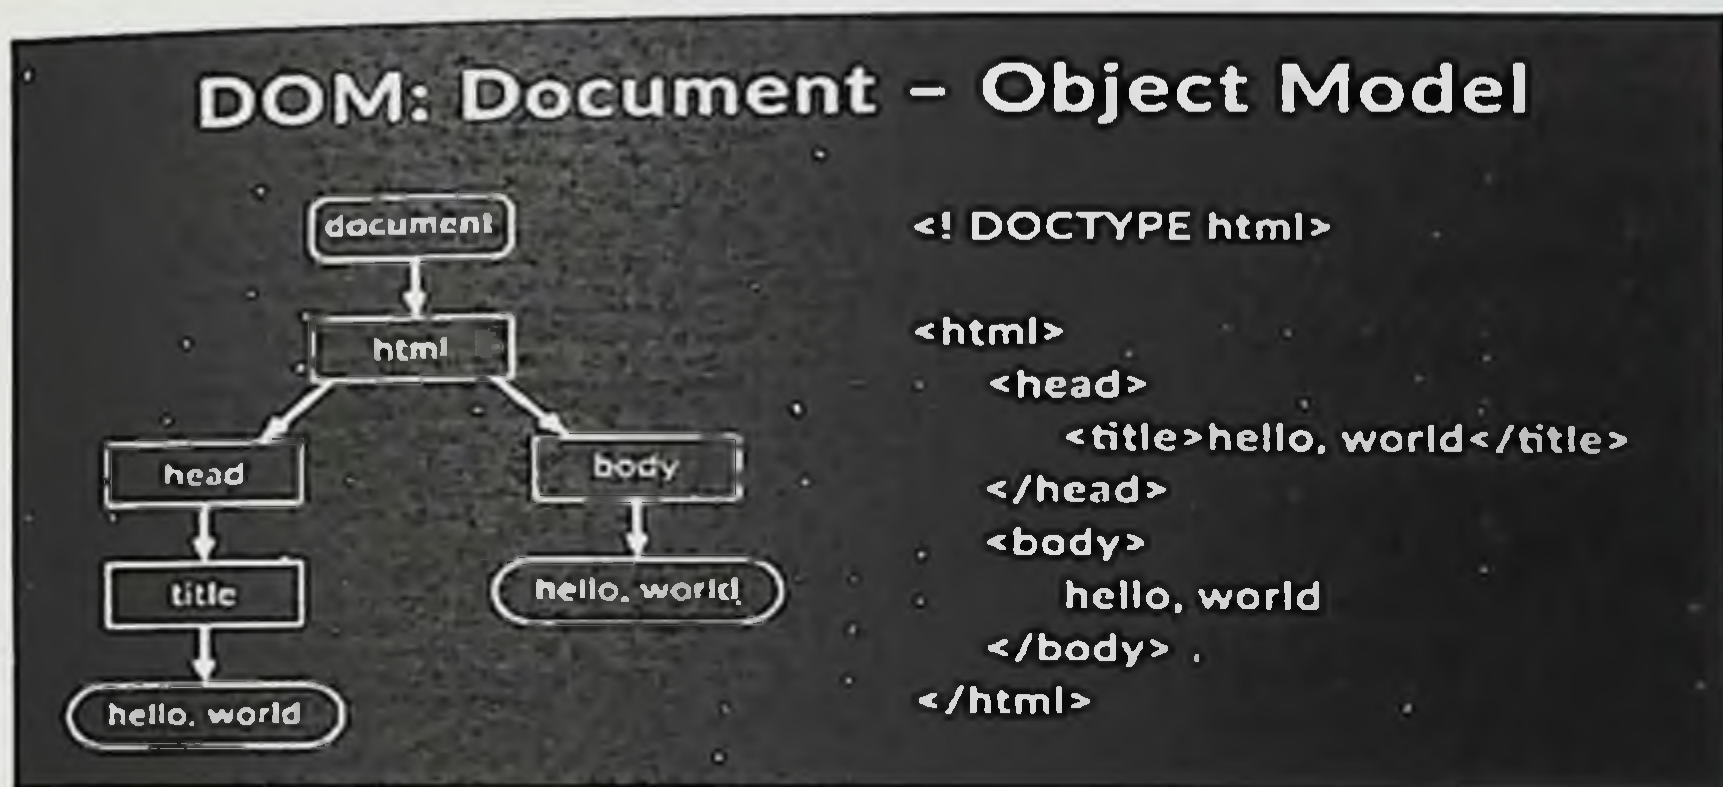 DOM: Document – Object Model
document
html
head
body
title
hello, world
hello, world
<! DOCTYPE html>
<html>
<head>
<title>hello, world</title>
</head>
<body>
hello, world
</body>
</html>